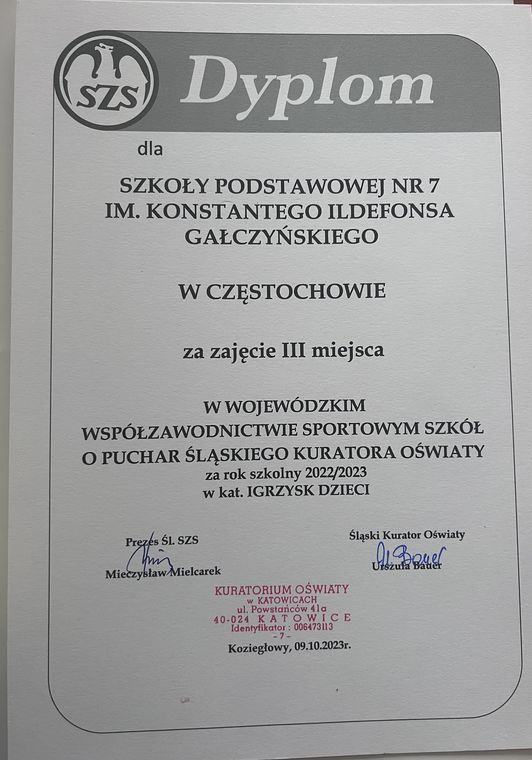 SZS
Dyplom
dla
SZKOŁY PODSTAWOWEJ NR 7
IM. KONSTANTEGO ILDEFONSA
GAŁCZYŃSKIEGO
W CZĘSTOCHOWIE
za zajęcie III miejsca
W WOJEWÓDZKIM
WSPÓŁZAWODNICTWIE SPORTOWYM SZKÓŁ
O PUCHAR ŚLĄSKIEGO KURATORA OŚWIATY
za rok szkolny 2022/2023
w kat. IGRZYSK DZIECI
Prezes Śl. SZS
Mieczysław Mielcarek
Śląski Kurator Oświaty
Urszula Bauer
KURATORIUM OŚWIATY
w KATOWICACH
ul. Powstańców 41a
40-024 KATOWICE
Identyfikator : 006473113
- 7 -
Koziegłowy, 09.10.2023r.